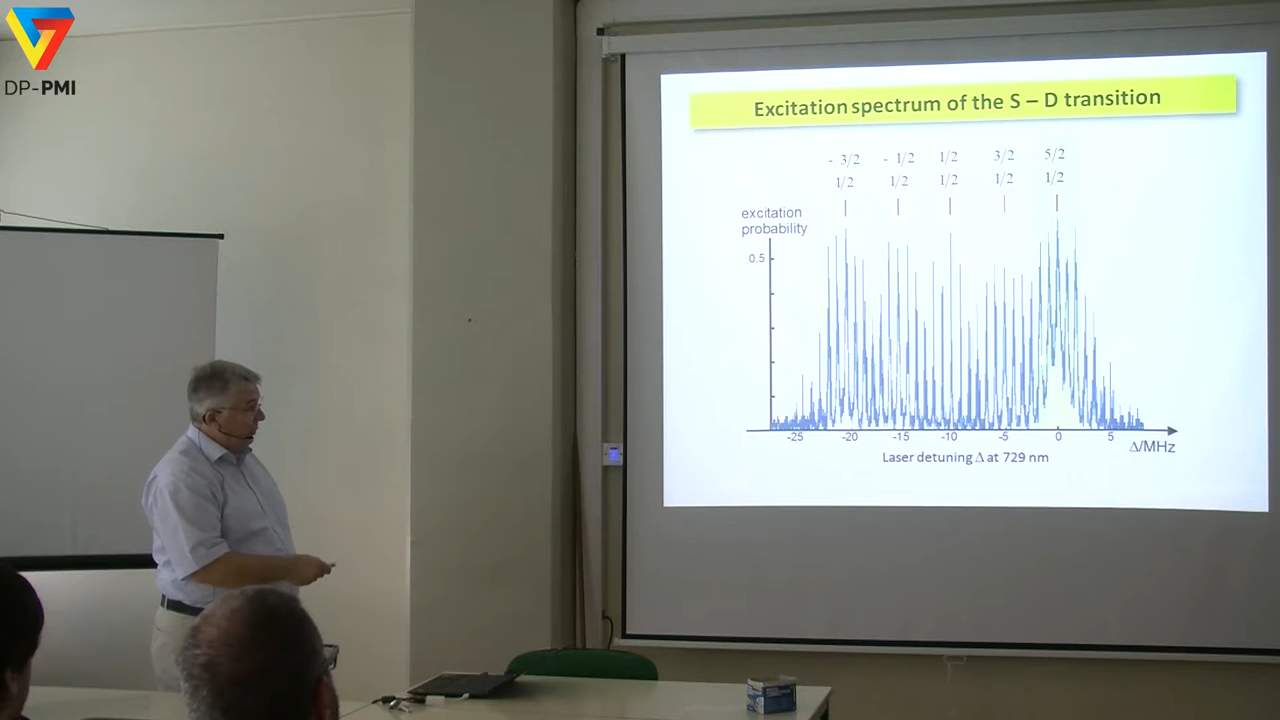 DP-PMI
Excitation spectrum of the S – D transition
- 3/2 - 1/2 1/2 3/2 5/2
1/2 1/2 1/2 1/2 1/2
excitation
probability
0.5
-25 -20 -15 -10 -5 0 5
Δ/MHz
Laser detuning Δ at 729 nm